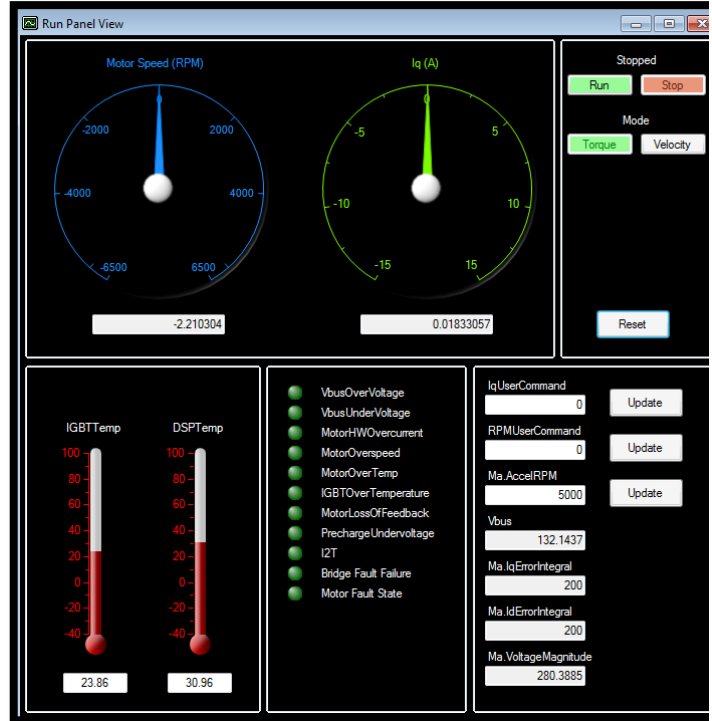 Run Panel View
Motor Speed (RPM)
0
-2000
2000
-4000
4000
-6500
6500
-2.210304
Iq (A)
0
-5
5
-10
10
-15
15
0.01833057
Stopped
Run
Stop
Mode
Torque
Velocity
Reset
IGBTTemp
100
80
60
40
20
0
-20
-40
23.86
DSPTemp
100
80
60
40
20
0
-20
-40
30.96
VbusOverVoltage
VbusUnderVoltage
MotorHWOvercurrent
MotorOverspeed
MotorOverTemp
IGBTOverTemperature
MotorLossOfFeedback
PrechargeUndervoltage
I2T
Bridge Fault Failure
Motor Fault State
IqUserCommand
0
Update
RPMUserCommand
0
Update
Ma.AccelRPM
5000
Update
Vbus
132.1437
Ma.IqErrorIntegral
200
Ma.IdErrorIntegral
200
Ma.VoltageMagnitude
280.3885